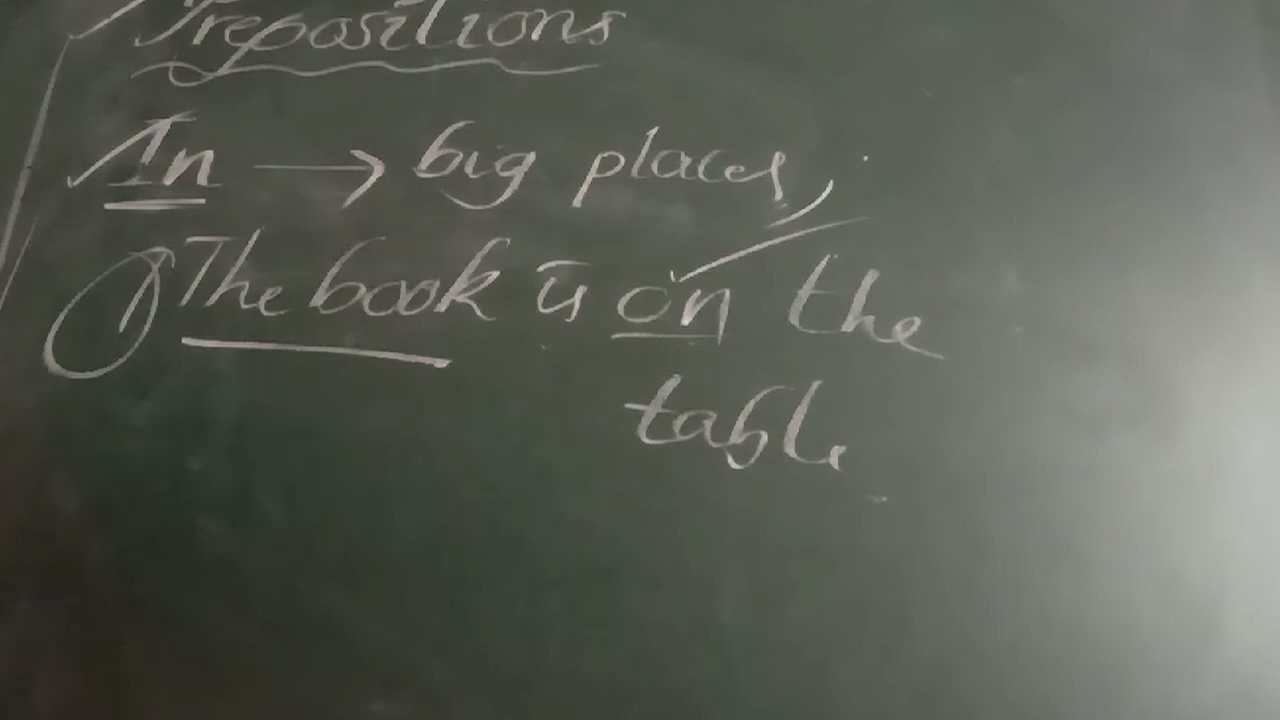 Prepositions
In → big places,
The book is on the
table